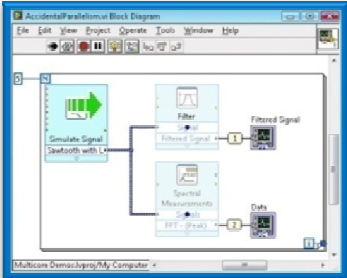 AccidentalParallelism.vi Block Diagram
File Edit View Project Operate Tools Window Help
5
N
Simulate Signal
Sawtooth with L
Filter
Signal
Filtered Signal
1
Filtered Signal
Spectral
Measurements
Signals
FFT - (Peak)
2
Data
i
Multicore Demos.lvproj/My Computer